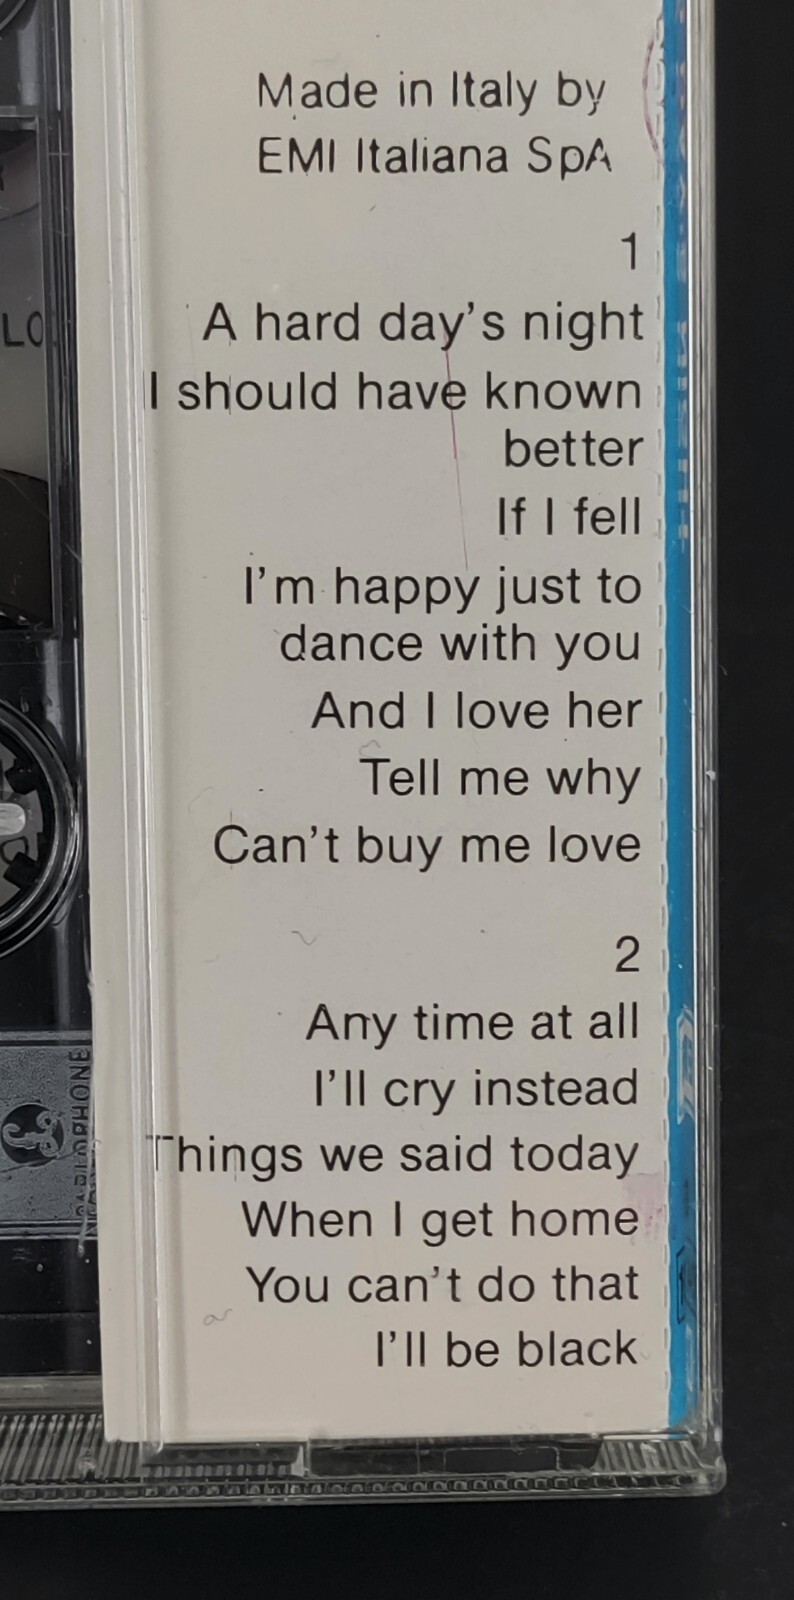 Made in Italy by
EMI Italiana SpA
1
A hard day's night
I should have known
better
If I fell
I'm happy just to
dance with you
And I love her
Tell me why
Can't buy me love
2
Any time at all
I'll cry instead
Things we said today
When I get home
You can't do that
I'll be black
LO
PARLOPHONE